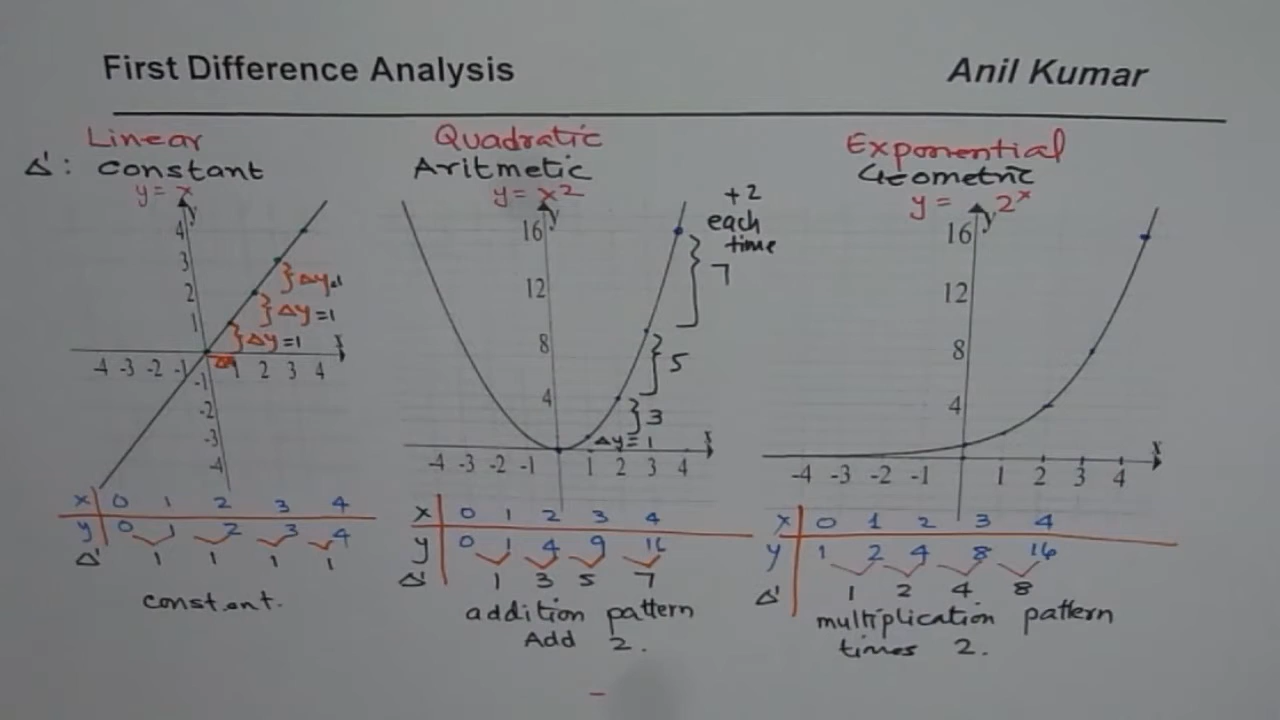 First Difference Analysis
Anil Kumar
Linear
Δ': Constant
y = x
y
4
3
2
1
Δy=1
Δy=1
Δy=1
x
-4 -3 -2 -1 1 2 3 4
-1
-2
-3
-4
x 0 1 2 3 4
y 0 1 2 3 4
Δ' 1 1 1 1
constant.
Quadratic
Aritmetic
y = x2
+2
each
time
y
16
12
8
4
7
5
3
Δy=1
x
-4 -3 -2 -1 1 2 3 4
x 0 1 2 3 4
y 0 1 4 9 16
Δ' 1 3 5 7
addition pattern
Add 2.
Exponential
Geometric
y = 2ˣ
y
16
12
8
4
x
-4 -3 -2 -1 1 2 3 4
x 0 1 2 3 4
y 1 2 4 8 16
Δ' 1 2 4 8
multiplication pattern
times 2.